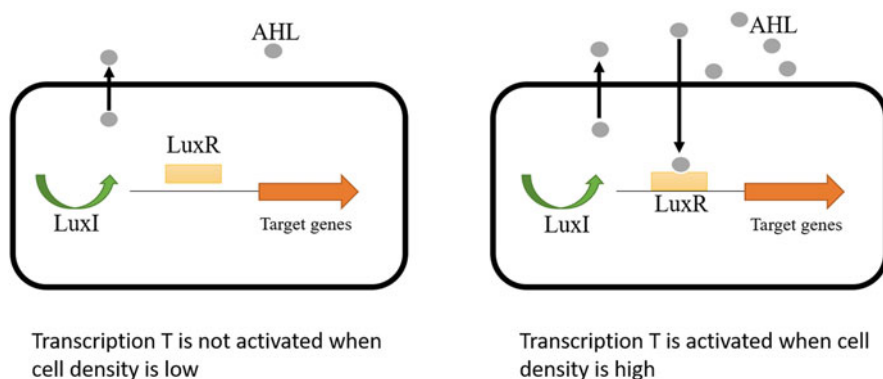 AHL
LuxR
LuxI
Target genes
Transcription T is not activated when
cell density is low
AHL
LuxR
LuxI
Target genes
Transcription T is activated when cell
density is high